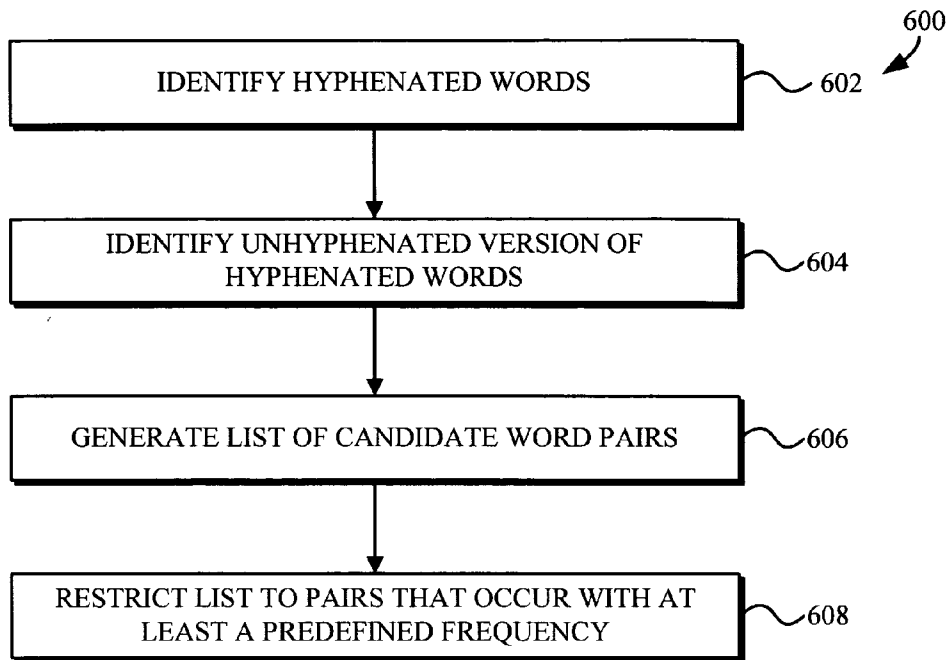 600
IDENTIFY HYPHENATED WORDS
602
IDENTIFY UNHYPHENATED VERSION OF
HYPHENATED WORDS
604
GENERATE LIST OF CANDIDATE WORD PAIRS
606
RESTRICT LIST TO PAIRS THAT OCCUR WITH AT
LEAST A PREDEFINED FREQUENCY
608